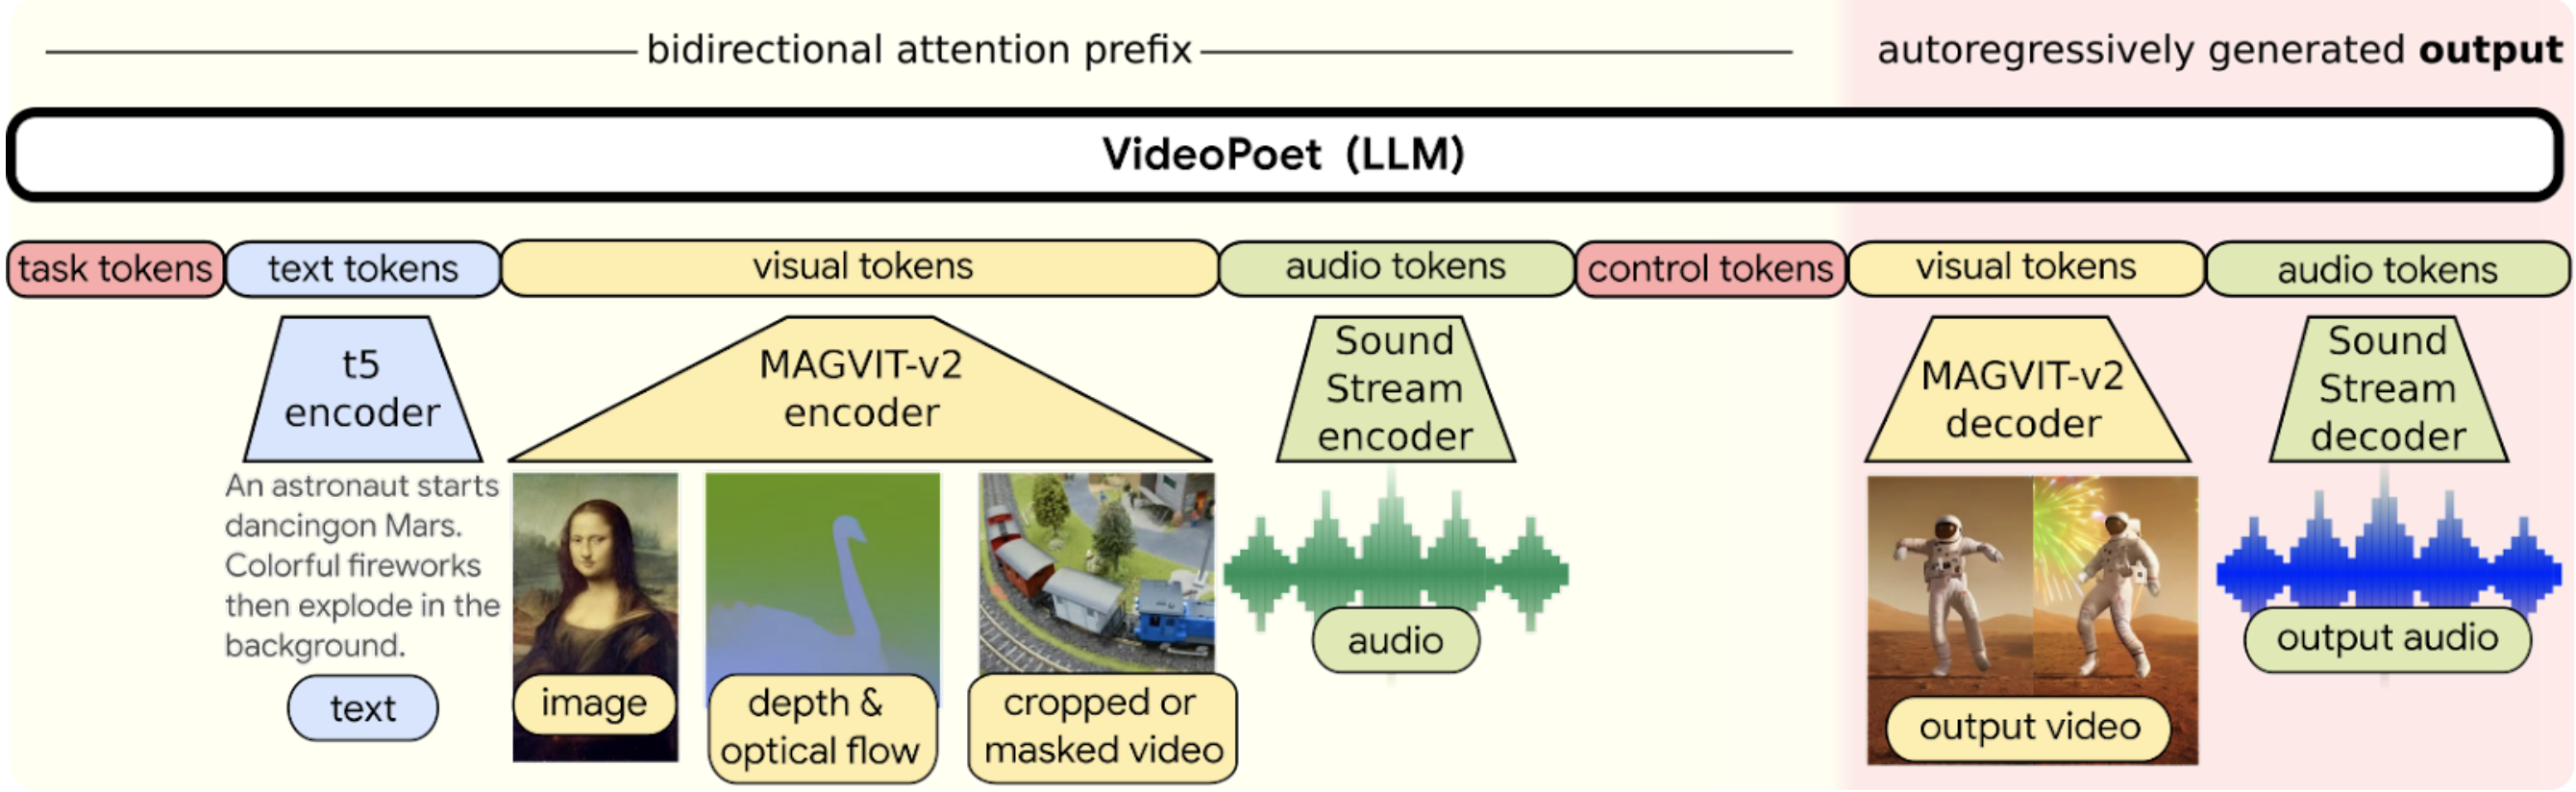 bidirectional attention prefix
autoregressively generated output
VideoPoet (LLM)
task tokens
text tokens
visual tokens
audio tokens
control tokens
visual tokens
audio tokens
t5
encoder
MAGVIT-v2
encoder
Sound
Stream
encoder
MAGVIT-v2
decoder
Sound
Stream
decoder
An astronaut starts
dancingon Mars.
Colorful fireworks
then explode in the
background.
text
image
depth &
optical flow
cropped or
masked video
audio
output video
output audio